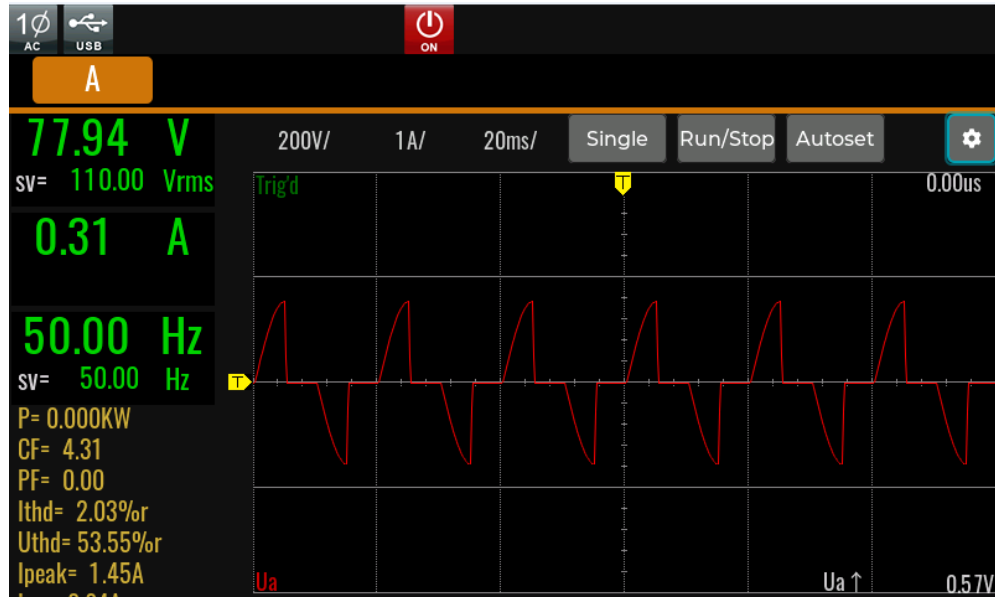 1Ø
AC
USB
ON
A
77.94 V
sv= 110.00 Vrms
0.31 A
50.00 Hz
sv= 50.00 Hz
P= 0.000KW
CF= 4.31
PF= 0.00
Ithd= 2.03%r
Uthd= 53.55%r
Ipeak= 1.45A
200V/ 1A/ 20ms/ Single Run/Stop Autoset
Trig'd T 0.00us
T
Ua Ua↑ 0.57V